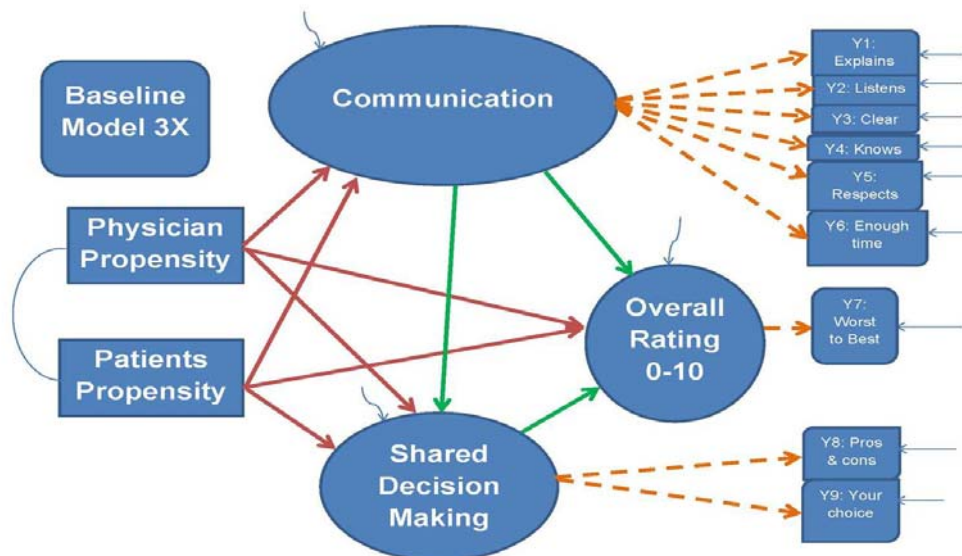 Baseline
Model 3X
Communication
Y1:
Explains
Y2: Listens
Y3: Clear
Y4: Knows
Y5:
Respects
Y6: Enough
time
Physician
Propensity
Patients
Propensity
Overall
Rating
0-10
Y7:
Worst
to Best
Shared
Decision
Making
Y8: Pros
& cons
Y9: Your
choice